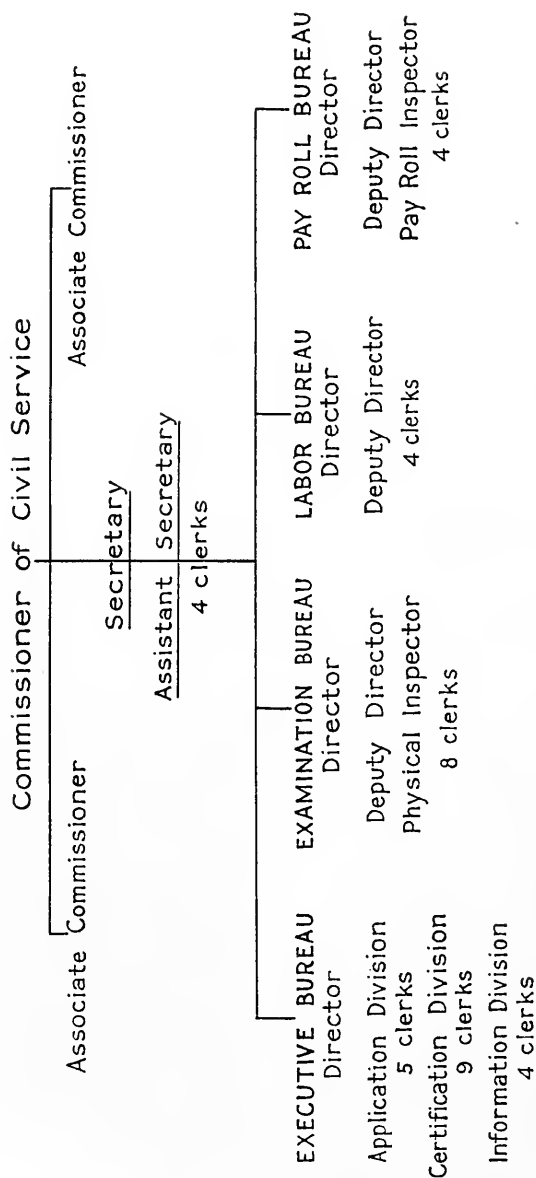 Commissioner of Civil Service
Associate Commissioner
Associate Commissioner
Secretary
Assistant Secretary
4 clerks
EXECUTIVE BUREAU
Director
Application Division
5 clerks
Certification Division
9 clerks
Information Division
4 clerks
EXAMINATION BUREAU
Director
Deputy Director
Physical Inspector
8 clerks
LABOR BUREAU
Director
Deputy Director
4 clerks
PAY ROLL BUREAU
Director
Deputy Director
Pay Roll Inspector
4 clerks